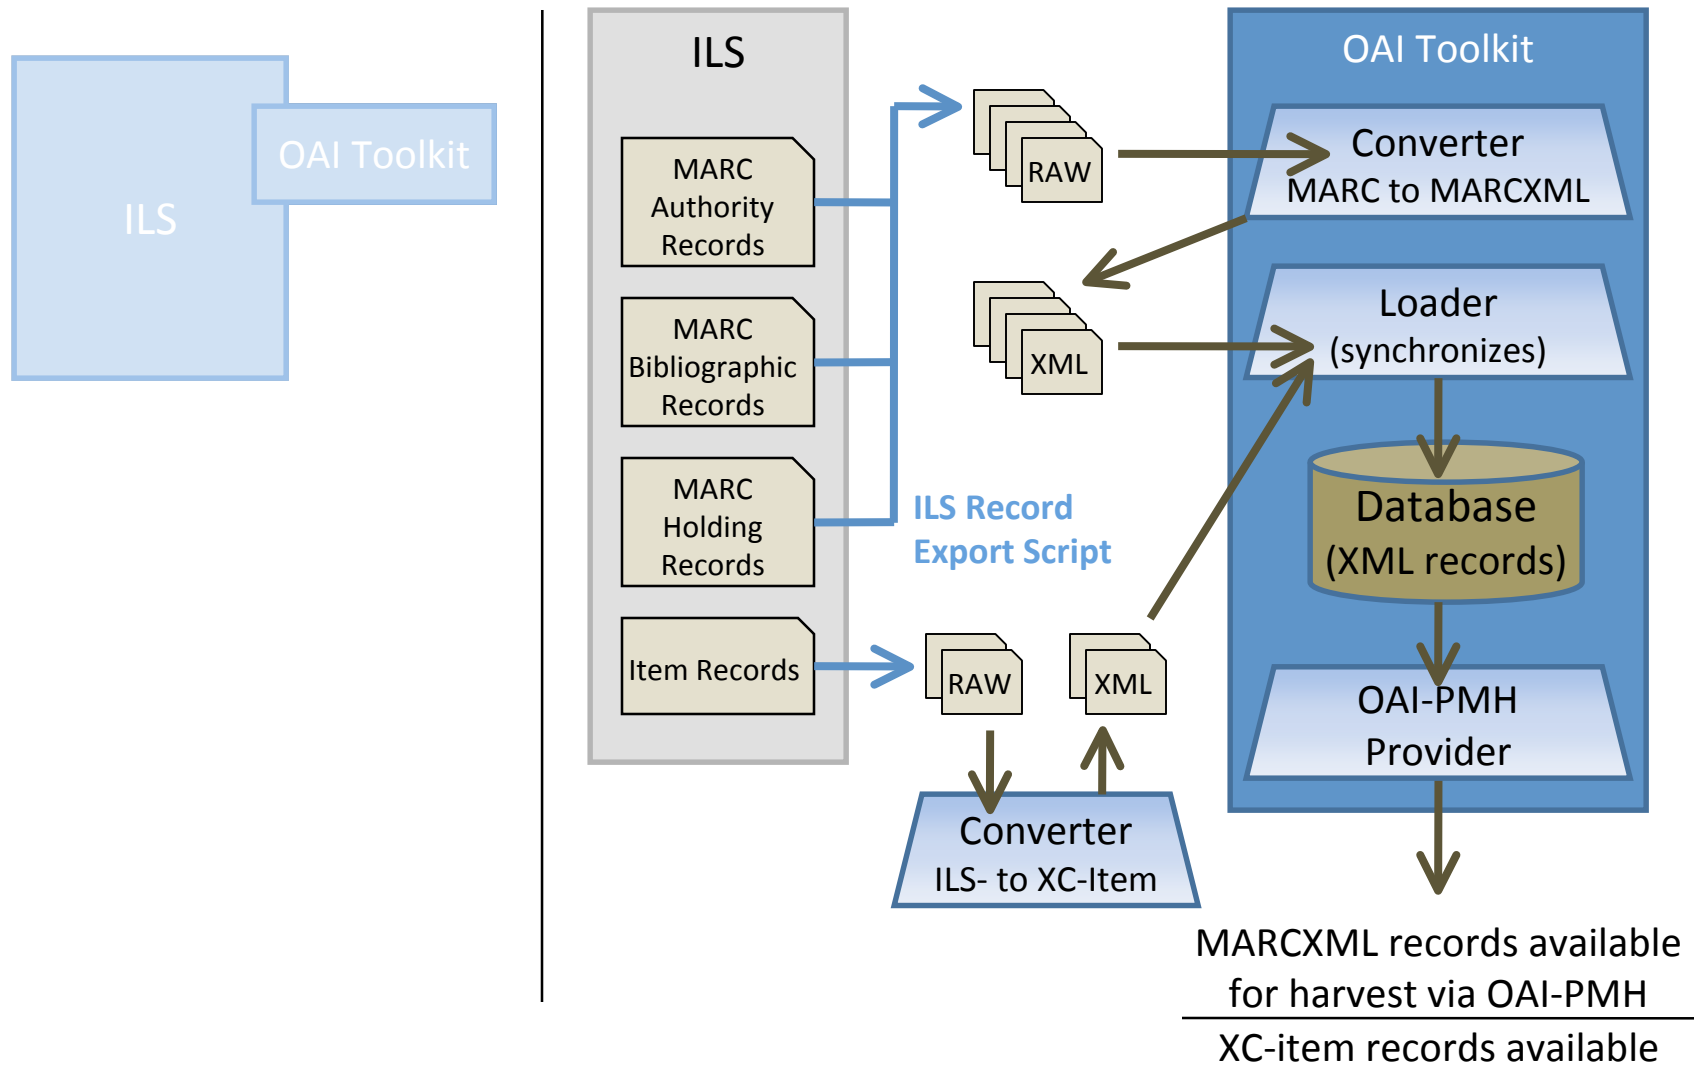 ILS
OAI Toolkit
ILS
MARC
Authority
Records
MARC
Bibliographic
Records
MARC
Holding
Records
Item Records
ILS Record
Export Script
RAW
XML
RAW
XML
Converter
ILS- to XC-Item
OAI Toolkit
Converter
MARC to MARCXML
Loader
(synchronizes)
Database
(XML records)
OAI-PMH
Provider
MARCXML records available
for harvest via OAI-PMH
XC-item records available